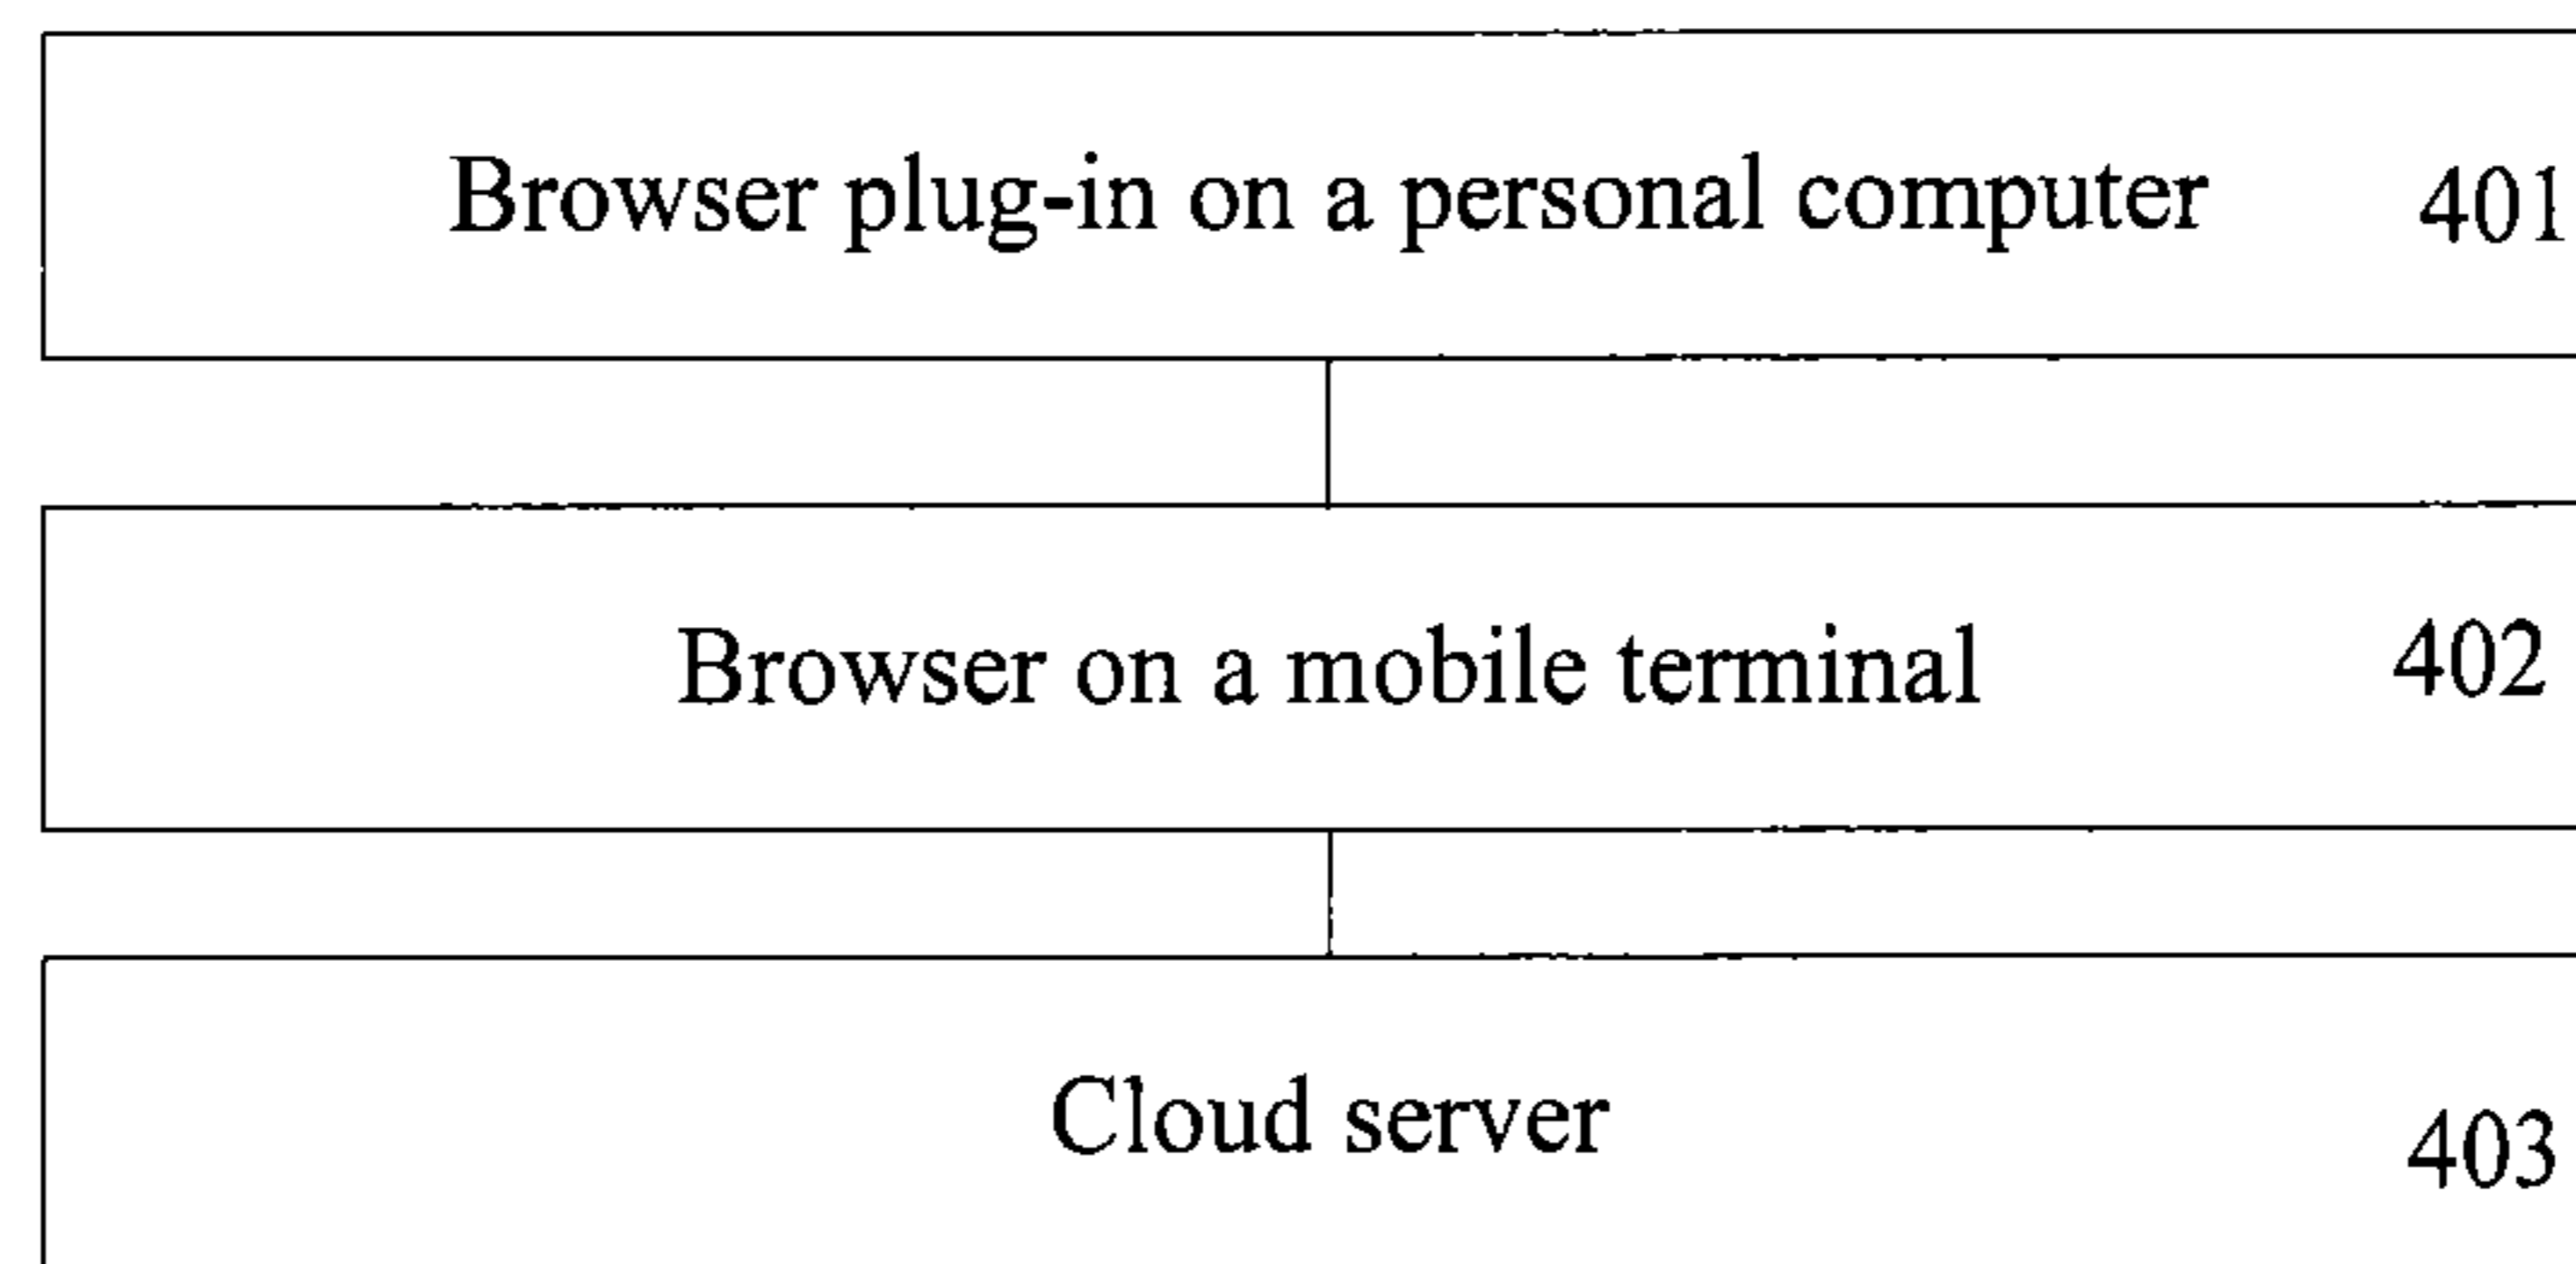 Browser plug-in on a personal computer 401
Browser on a mobile terminal 402
Cloud server 403